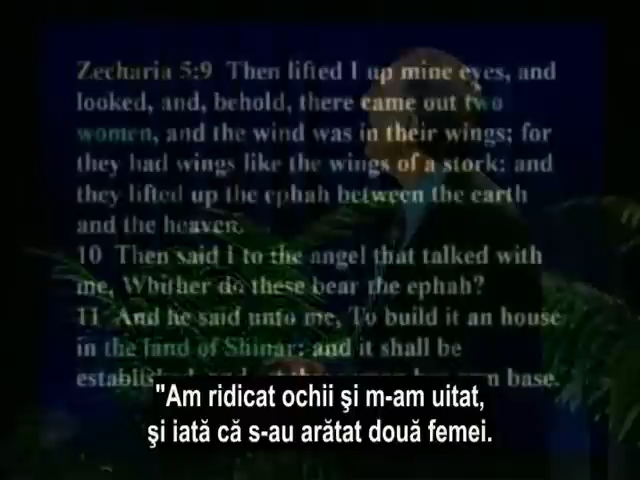 Zecharia 5:9 Then lifted I up mine eyes, and
looked, and, behold, there came out two
women, and the wind was in their wings; for
they had wings like the wings of a stork: and
they lifted up the ephah between the earth
and the heaven.
10 Then said I to the angel that talked with
me, Whither do these bear the ephah?
11 And he said unto me, To build it an house
in the land of Shinar: and it shall be
established, base.
"Am ridicat ochii şi m-am uitat,
şi iată că s-au arătat două femei.